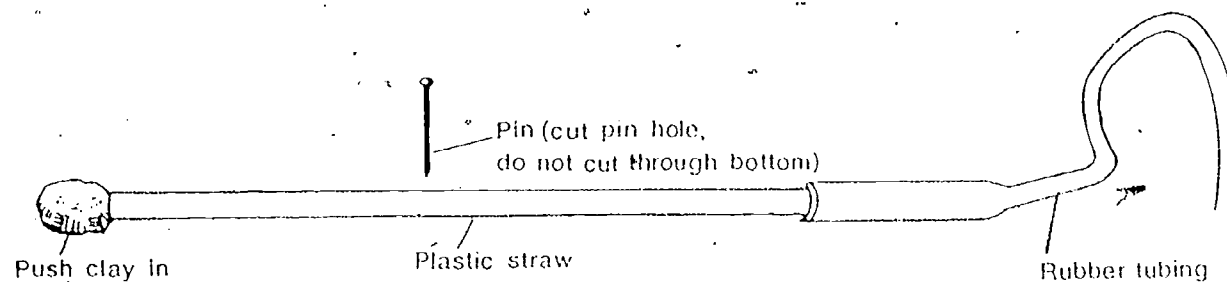 Pin (cut pin hole,
do not cut through bottom)
Push clay in
Plastic straw
Rubber tubing